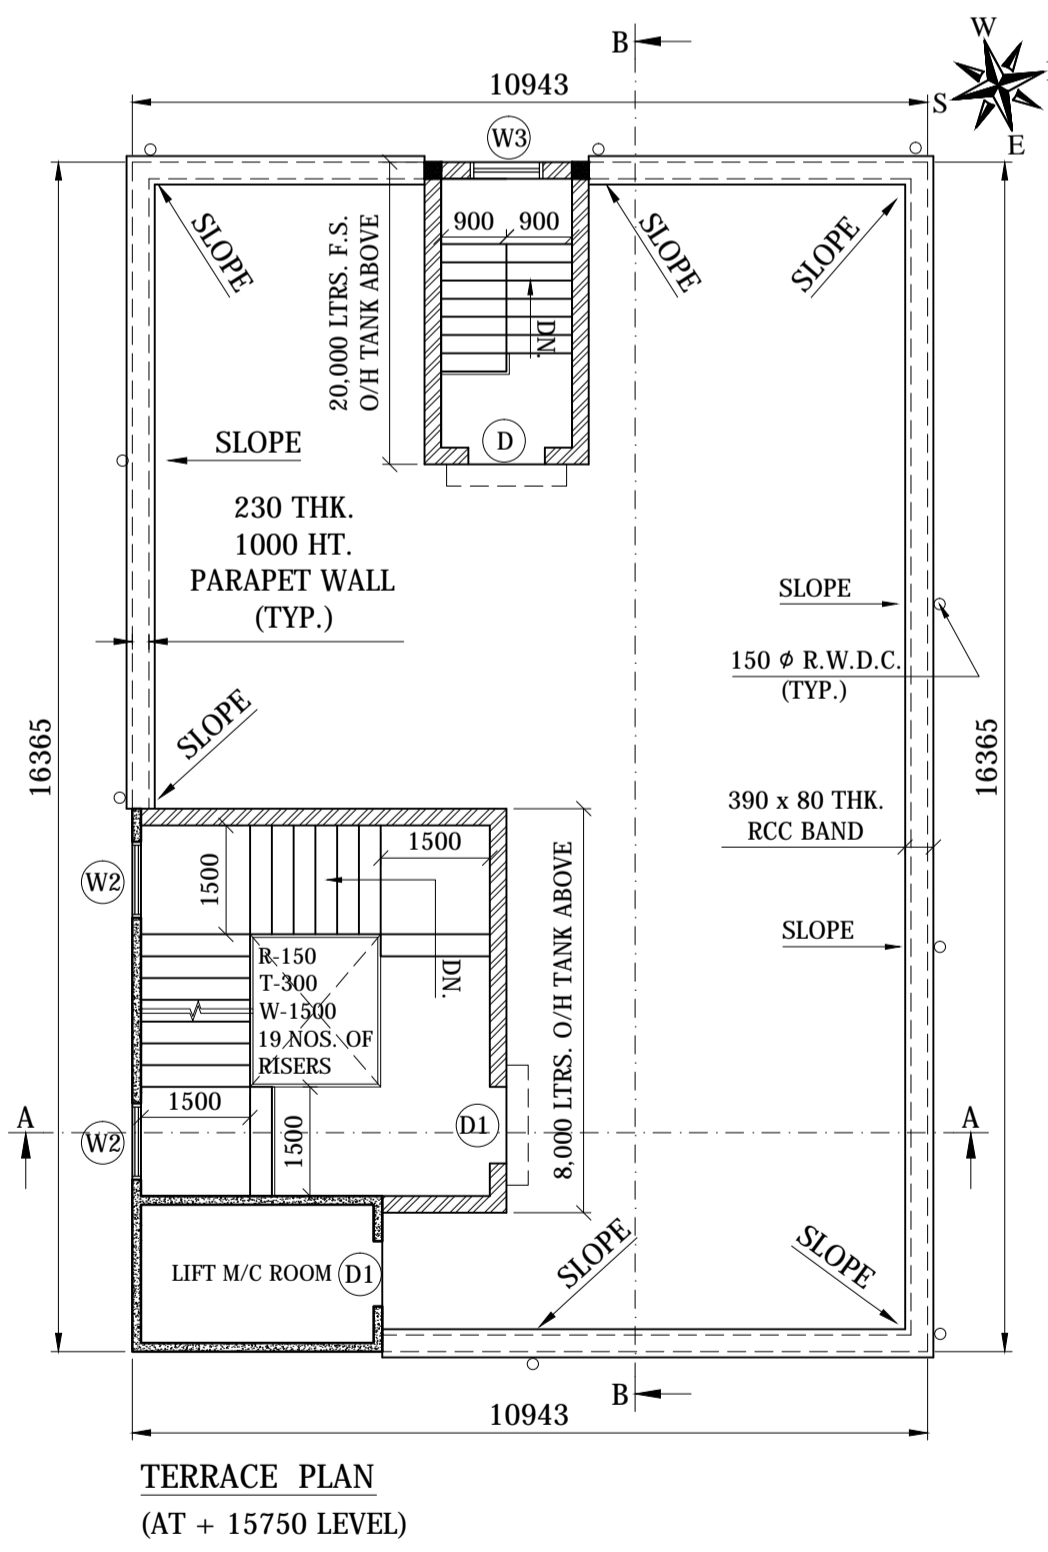 W
B
10943
S
E
W3
900 900
20,000 LTRS. F.S.
O/H TANK ABOVE
SLOPE
SLOPE
SLOPE
DN.
D
SLOPE
230 THK.
1000 HT.
PARAPET WALL
(TYP.)
SLOPE
150 ⌀ R.W.D.C.
(TYP.)
SLOPE
16365
16365
390 x 80 THK.
RCC BAND
1500
1500
W2
8,000 LTRS. O/H TANK ABOVE
SLOPE
R-150
T-300
W-1500
19 NOS. OF
RISERS
DN.
1500
1500
A
W2
D1
A
SLOPE
SLOPE
LIFT M/C ROOM
D1
B
10943
TERRACE PLAN
(AT + 15750 LEVEL)